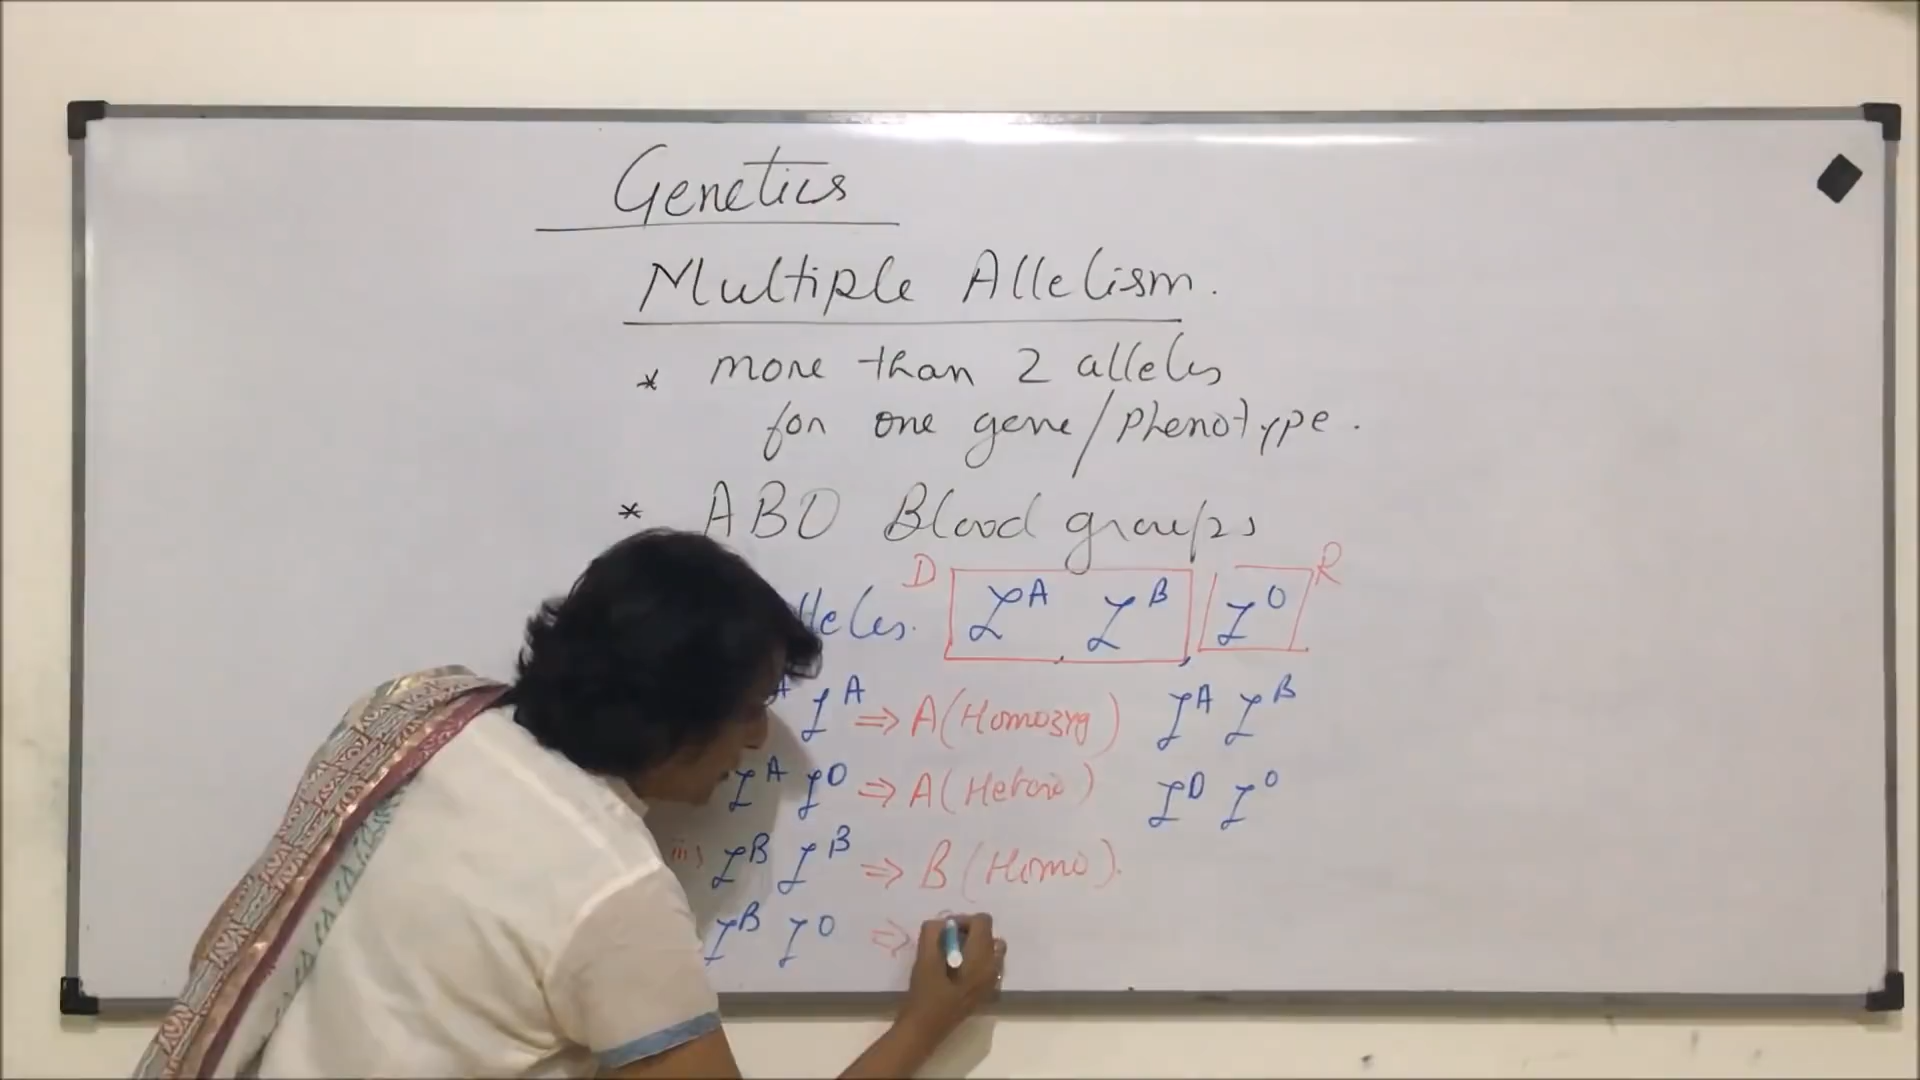 Genetics
Multiple Allelism.
* more than 2 alleles
for one gene/Phenotype.
* ABO Blood groups
D R
lleles. I^A I^B , I^O
A I^A ⇒ A (Homozyg) I^A I^B
I^A I^O ⇒ A (Hetero) I^O I^O
iii) I^B I^B ⇒ B (Homo).
I^B I^O ⇒